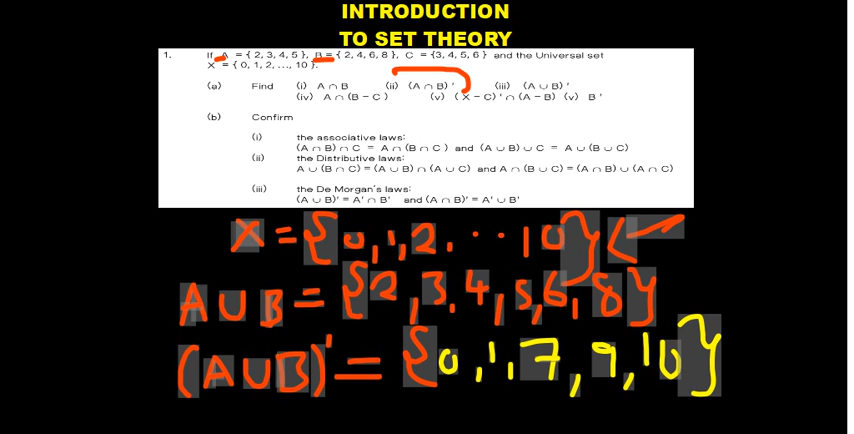 INTRODUCTION
TO SET THEORY
1. If A = { 2, 3, 4, 5 }, B = { 2, 4, 6, 8 }, C = {3, 4, 5, 6 } and the Universal set
X = { 0, 1, 2, ..., 10 }.
(a) Find (i) A ∩ B (ii) (A ∩ B) ' (iii) (A ∪ B) '
(iv) A ∩ (B – C ) (v) ( X – C) ' ∩ (A – B) (v) B '
(b) Confirm
(i) the associative laws:
(A ∩ B) ∩ C = A ∩ (B ∩ C ) and (A ∪ B) ∪ C = A ∪ (B ∪ C)
(ii) the Distributive laws:
A ∪ (B ∩ C) = (A ∪ B) ∩ (A ∪ C) and A ∩ (B ∪ C) = (A ∩ B) ∪ (A ∩ C)
(iii) the De Morgan's laws:
(A ∪ B)' = A' ∩ B' and (A ∩ B)' = A' ∪ B'
X = {0, 1, 2, . . 10}
A ∪ B = {2, 3, 4, 5, 6, 8}
(A ∪ B)' = {0, 1, 7, 9, 10}